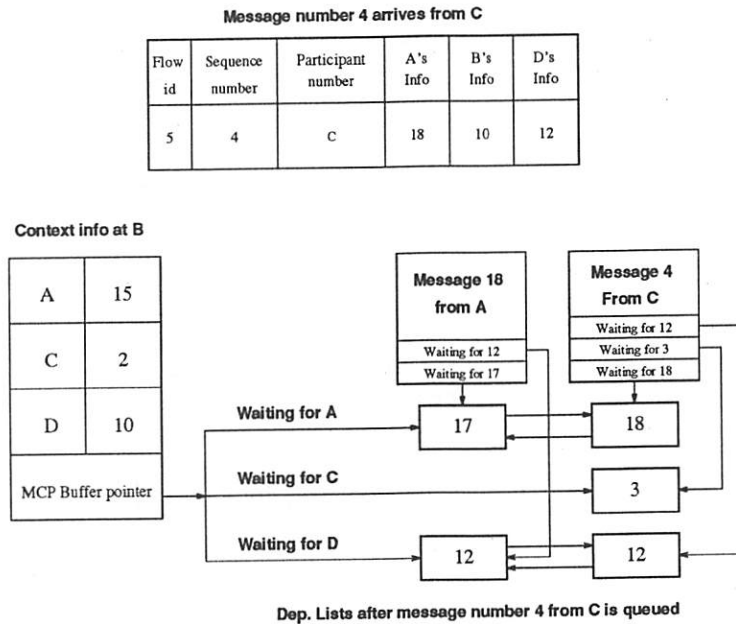 Message number 4 arrives from C
Flow id
Sequence number
Participant number
A's Info
B's Info
D's Info
5
4
C
18
10
12
Context info at B
A
15
C
2
D
10
MCP Buffer pointer
Message 18
from A
Waiting for 12
Waiting for 17
Message 4
From C
Waiting for 12
Waiting for 3
Waiting for 18
Waiting for A
17
18
Waiting for C
3
Waiting for D
12
12
Dep. Lists after message number 4 from C is queued